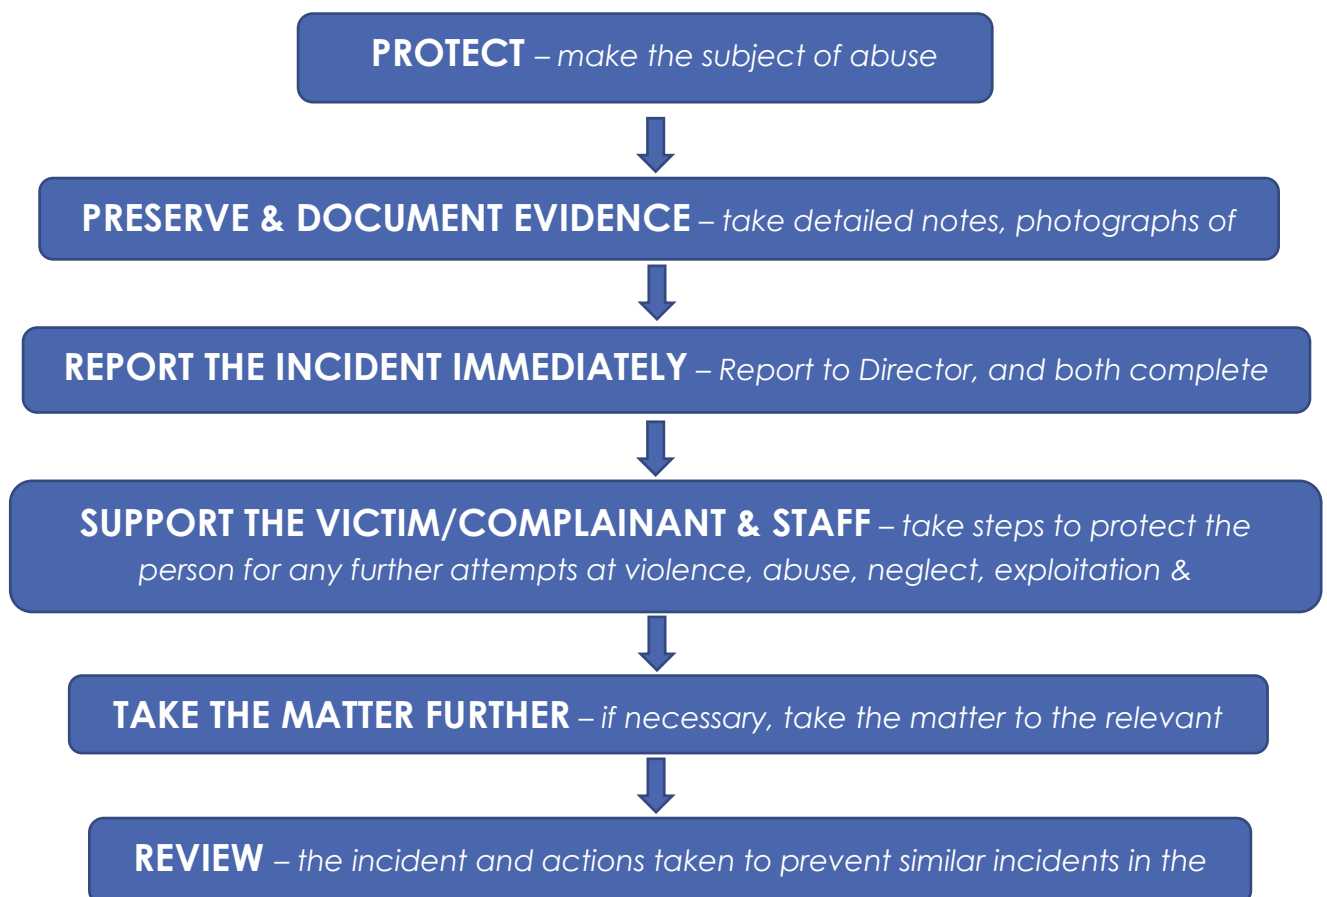 PROTECT – make the subject of abuse
PRESERVE & DOCUMENT EVIDENCE – take detailed notes, photographs of
REPORT THE INCIDENT IMMEDIATELY – Report to Director, and both complete
SUPPORT THE VICTIM/COMPLAINANT & STAFF – take steps to protect the
person for any further attempts at violence, abuse, neglect, exploitation &
TAKE THE MATTER FURTHER – if necessary, take the matter to the relevant
REVIEW – the incident and actions taken to prevent similar incidents in the